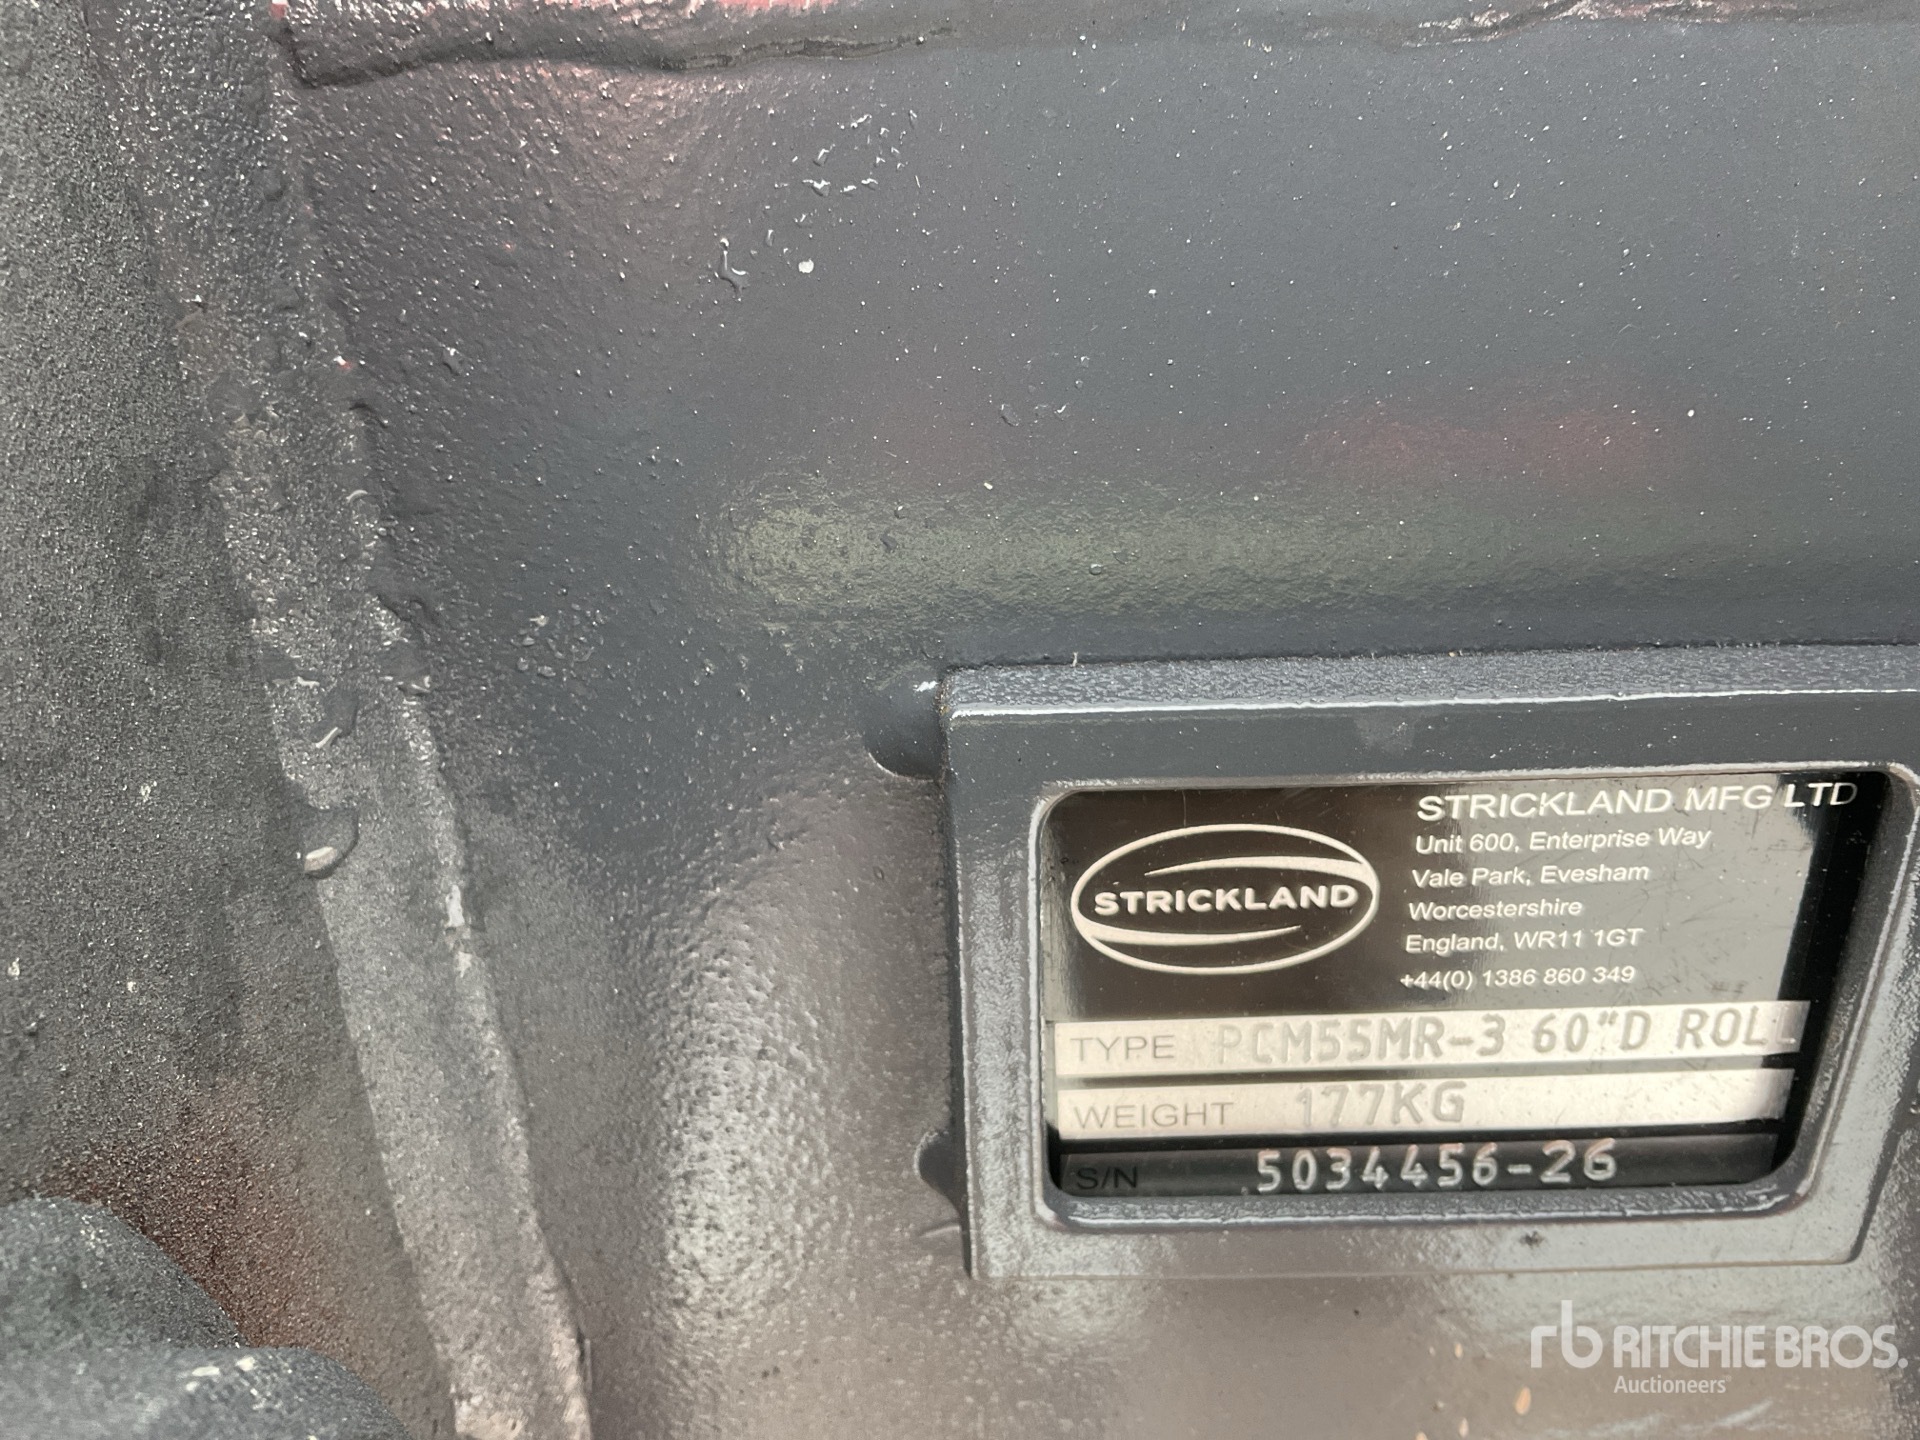 STRICKLAND
STRICKLAND MFG LTD
Unit 600, Enterprise Way
Vale Park, Evesham
Worcestershire
England, WR11 1GT
+44(0) 1386 860 349
TYPE PCM55MR-3 60"D ROLL
WEIGHT 177KG
S/N 5034456-26
rb RITCHIE BROS.
Auctioneers